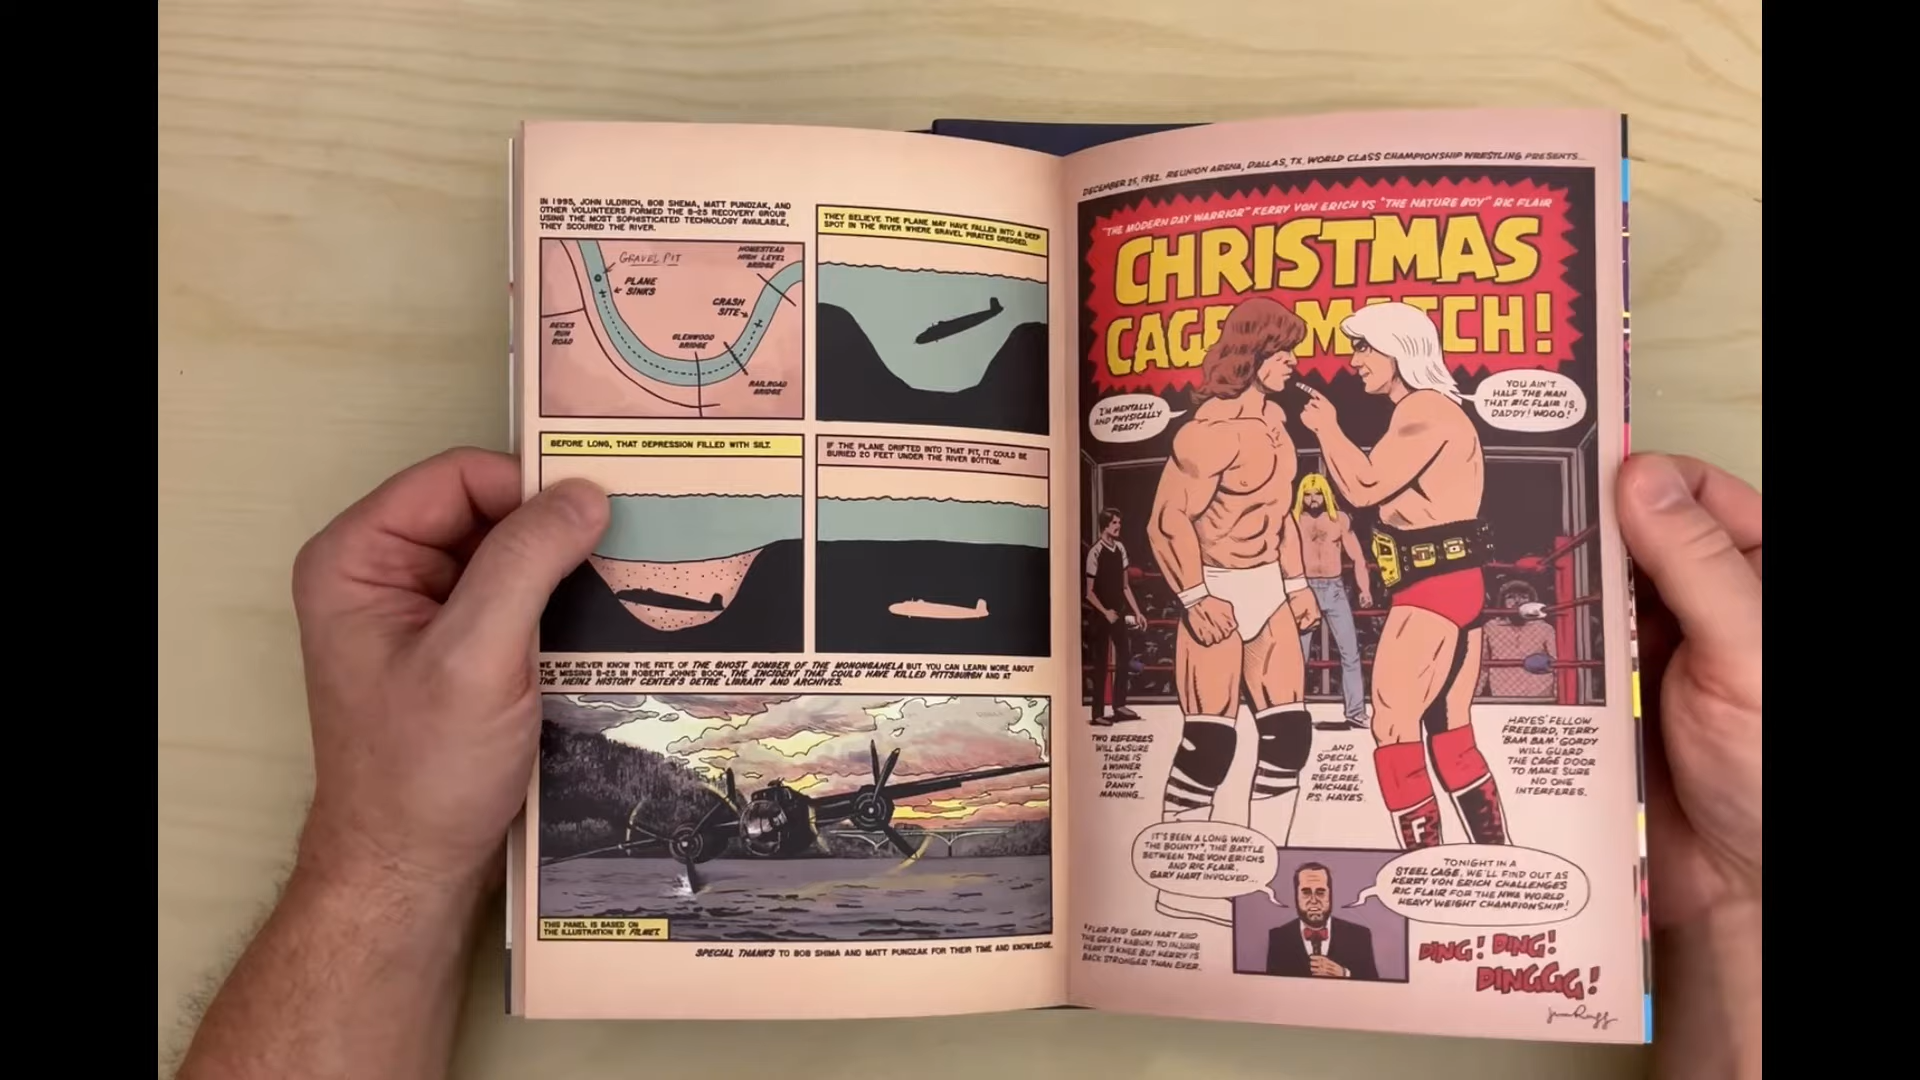 IN 1995, JOHN ULDRICH, BOB SHEMA, MATT PUNDZAK, AND
OTHER VOLUNTEERS FORMED THE B-25 RECOVERY GROUP
USING THE MOST SOPHISTICATED TECHNOLOGY AVAILABLE,
THEY SCOURED THE RIVER.
GRAVEL PIT
PLANE
SINKS
HOMESTEAD
HIGH LEVEL
BRIDGE
CRASH
SITE
BECKS
RUN
ROAD
GLENWOOD
BRIDGE
RAILROAD
BRIDGE
THEY BELIEVE THE PLANE MAY HAVE FALLEN INTO A DEEP
SPOT IN THE RIVER WHERE GRAVEL PIRATES DREDGED.
BEFORE LONG, THAT DEPRESSION FILLED WITH SILT.
IF THE PLANE DRIFTED INTO THAT PIT, IT COULD BE
BURIED 20 FEET UNDER THE RIVER BOTTOM.
WE MAY NEVER KNOW THE FATE OF THE GHOST BOMBER OF THE MONONGAHELA BUT YOU CAN LEARN MORE ABOUT
THE MISSING B-25 IN ROBERT JOHNS' BOOK, THE INCIDENT THAT COULD HAVE KILLED PITTSBURGH AND AT
THE HEINZ HISTORY CENTER'S DETRE LIBRARY AND ARCHIVES.
THIS PANEL IS BASED ON
THE ILLUSTRATION BY FILMET.
SPECIAL THANKS TO BOB SHIMA AND MATT PUNDZAK FOR THEIR TIME AND KNOWLEDGE.
DECEMBER 25, 1982. REUNION ARENA, DALLAS, TX. WORLD CLASS CHAMPIONSHIP WRESTLING PRESENTS...
"THE MODERN DAY WARRIOR" KERRY VON ERICH VS "THE NATURE BOY" RIC FLAIR
CHRISTMAS
CAGE MATCH!
I'M MENTALLY
AND PHYSICALLY
READY!
YOU AIN'T
HALF THE MAN
THAT RIC FLAIR IS,
DADDY! WOOO!
TWO REFEREES
WILL ENSURE
THERE IS
A WINNER
TONIGHT-
DANNY
MANNING...
...AND
SPECIAL
GUEST
REFEREE,
MICHAEL
P.S. HAYES.
HAYES' FELLOW
FREEBIRD, TERRY
'BAM BAM' GORDY
WILL GUARD
THE CAGE DOOR
TO MAKE SURE
NO ONE
INTERFERES.
F
IT'S BEEN A LONG WAY.
THE BOUNTY*, THE BATTLE
BETWEEN THE VON ERICHS
AND RIC FLAIR,
GARY HART INVOLVED...
TONIGHT IN A
STEEL CAGE, WE'LL FIND OUT AS
KERRY VON ERICH CHALLENGES
RIC FLAIR FOR THE NWA WORLD
HEAVY WEIGHT CHAMPIONSHIP!
*FLAIR PAID GARY HART AND
THE GREAT KABUKI TO INJURE
KERRY'S KNEE BUT KERRY IS
BACK STRONGER THAN EVER.
DING! DING!
DINGGG!
Jim Rugg